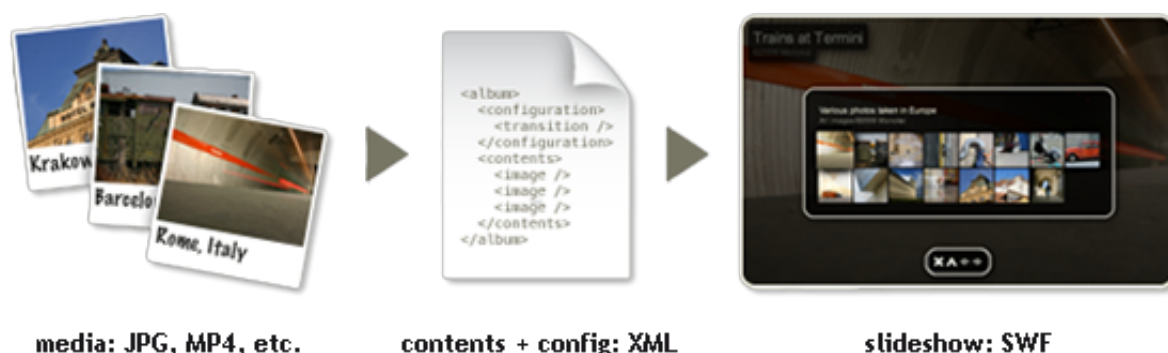 Krakow
Barcelo
Rome, Italy
<album>
<configuration>
<transition />
</configuration>
<contents>
<image />
<image />
<image />
</contents>
</album>
Trains at Termini
Various photos taken in Europe
media: JPG, MP4, etc.
contents + config: XML
slideshow: SWF